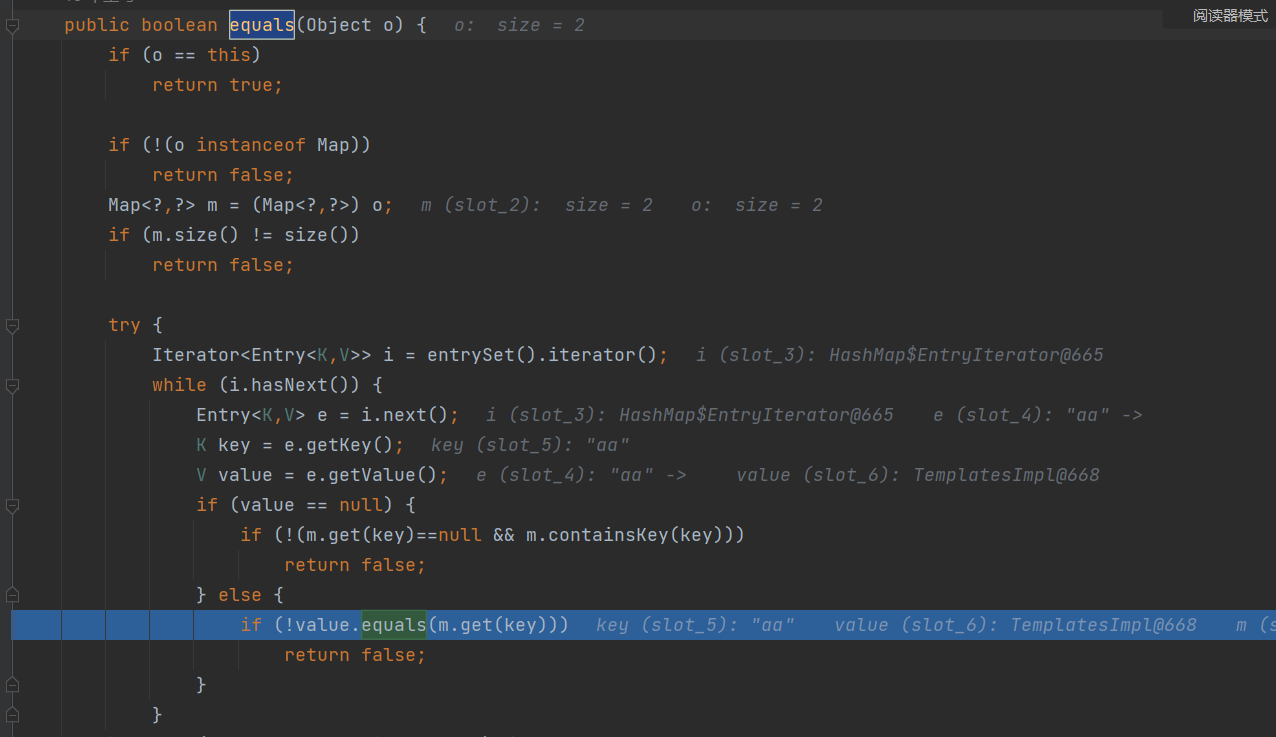 阅读器模式
public boolean equals(Object o) { o: size = 2
if (o == this)
return true;
if (!(o instanceof Map))
return false;
Map<?,?> m = (Map<?,?>) o; m (slot_2): size = 2 o: size = 2
if (m.size() != size())
return false;
try {
Iterator<Entry<K,V>> i = entrySet().iterator(); i (slot_3): HashMap$EntryIterator@665
while (i.hasNext()) {
Entry<K,V> e = i.next(); i (slot_3): HashMap$EntryIterator@665 e (slot_4): "aa" ->
K key = e.getKey(); key (slot_5): "aa"
V value = e.getValue(); e (slot_4): "aa" -> value (slot_6): TemplatesImpl@668
if (value == null) {
if (!(m.get(key)==null && m.containsKey(key)))
return false;
} else {
if (!value.equals(m.get(key))) key (slot_5): "aa" value (slot_6): TemplatesImpl@668 m (s
return false;
}
}